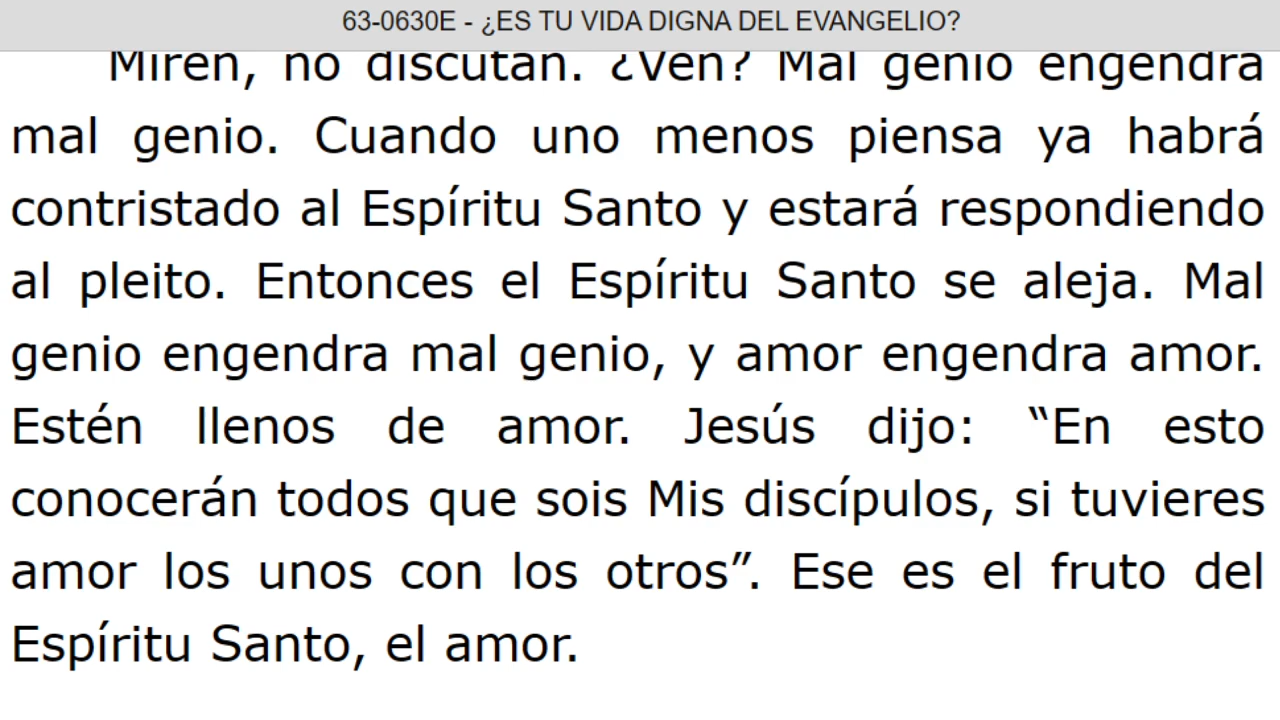 63-0630E - ¿ES TU VIDA DIGNA DEL EVANGELIO?
Miren, no discutan. ¿Ven? Mal genio engendra
mal genio. Cuando uno menos piensa ya habrá
contristado al Espíritu Santo y estará respondiendo
al pleito. Entonces el Espíritu Santo se aleja. Mal
genio engendra mal genio, y amor engendra amor.
Estén llenos de amor. Jesús dijo: “En esto
conocerán todos que sois Mis discípulos, si tuvieres
amor los unos con los otros”. Ese es el fruto del
Espíritu Santo, el amor.